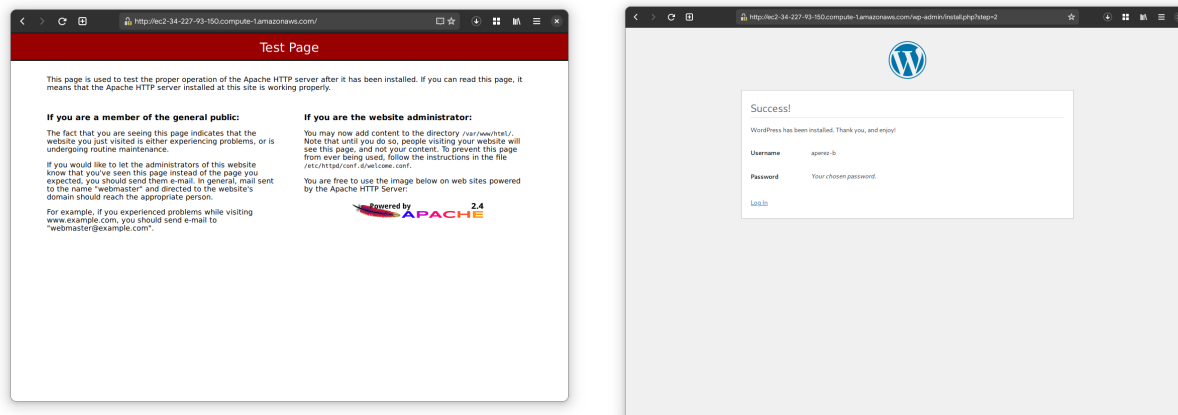 http://ec2-34-227-93-150.compute-1.amazonaws.com/
Test Page
This page is used to test the proper operation of the Apache HTTP server after it has been installed. If you can read this page, it
means that the Apache HTTP server installed at this site is working properly.
If you are a member of the general public:
The fact that you are seeing this page indicates that the
website you just visited is either experiencing problems, or is
undergoing routine maintenance.
If you would like to let the administrators of this website
know that you've seen this page instead of the page you
expected, you should send them e-mail. In general, mail sent
to the name "webmaster" and directed to the website's
domain should reach the appropriate person.
For example, if you experienced problems while visiting
www.example.com, you should send e-mail to
"webmaster@example.com".
If you are the website administrator:
You may now add content to the directory /var/www/html/.
Note that until you do so, people visiting your website will
see this page, and not your content. To prevent this page
from ever being used, follow the instructions in the file
/etc/httpd/conf.d/welcome.conf.
You are free to use the image below on web sites powered
by the Apache HTTP Server:
Powered by 2.4
APACHE
http://ec2-34-227-93-150.compute-1.amazonaws.com/wp-admin/install.php?step=2
Success!
WordPress has been installed. Thank you, and enjoy!
Username aperez-b
Password Your chosen password.
Log In